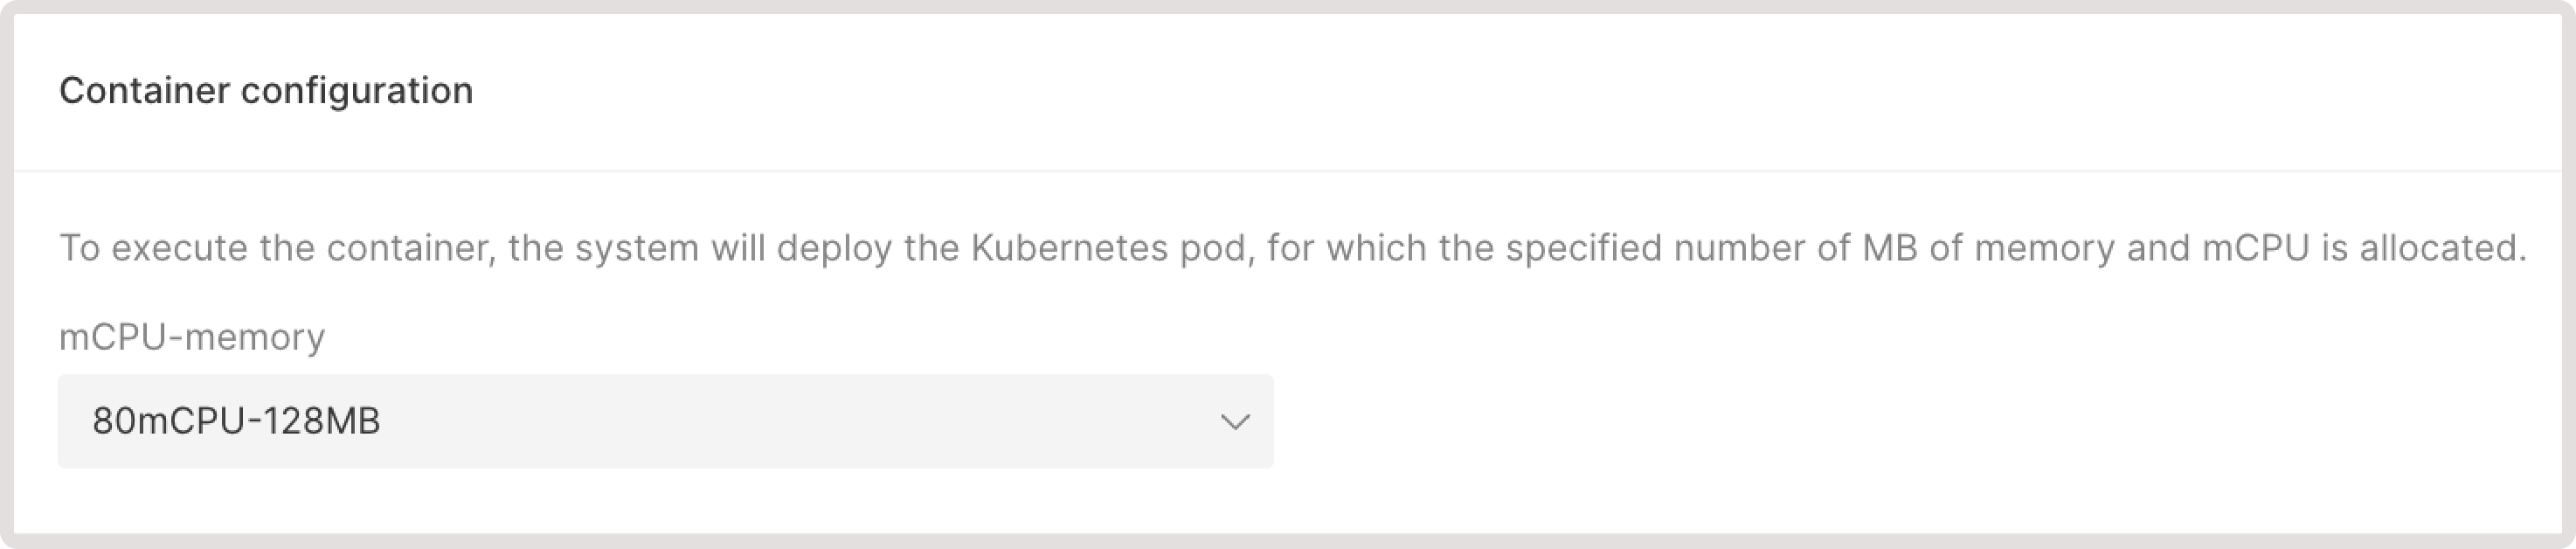 Container configuration
To execute the container, the system will deploy the Kubernetes pod, for which the specified number of MB of memory and mCPU is allocated.
mCPU-memory
80mCPU-128MB